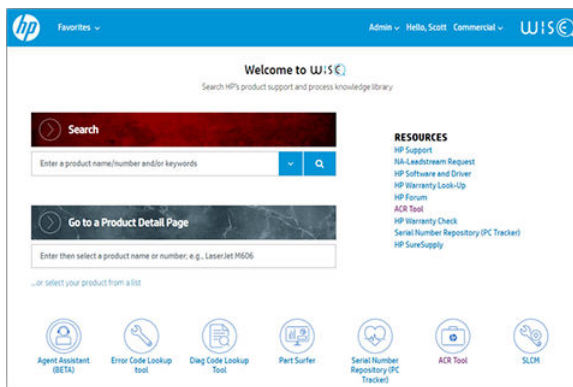 hp
Favorites
Admin
Hello, Scott
Commercial
WISE
Welcome to WISE
Search HP's product support and process knowledge library
Search
Enter a product name/number and/or keywords
Go to a Product Detail Page
Enter then select a product name or number, e.g., LaserJet M606
...or select your product from a list
RESOURCES
HP Support
NA-Leadstream Request
HP Software and Driver
HP Warranty Look-Up
HP Forum
ACR Tool
HP Warranty Check
Serial Number Repository (PC Tracker)
HP SureSupply
Agent Assistant
(BETA)
Error Code Lookup
tool
Diag Code Lookup
Tool
Part Surfer
Serial Number
Repository (PC
Tracker)
ACR Tool
SLCM